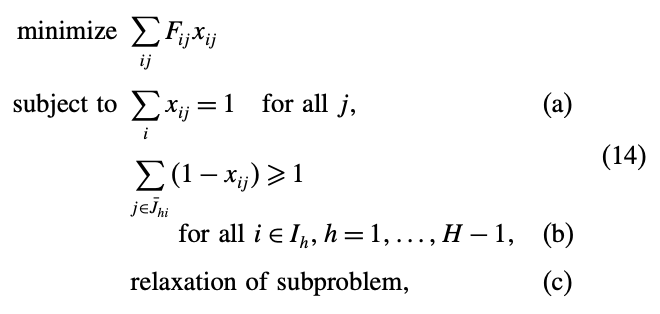 minimize ∑_{ij} F_{ij}x_{ij}
subject to ∑_{i} x_{ij} = 1 for all j, (a)
∑_{j∈J̄_{hi}} (1 − x_{ij}) ⩾ 1 (14)
for all i ∈ I_h, h = 1, . . . , H − 1, (b)
relaxation of subproblem, (c)